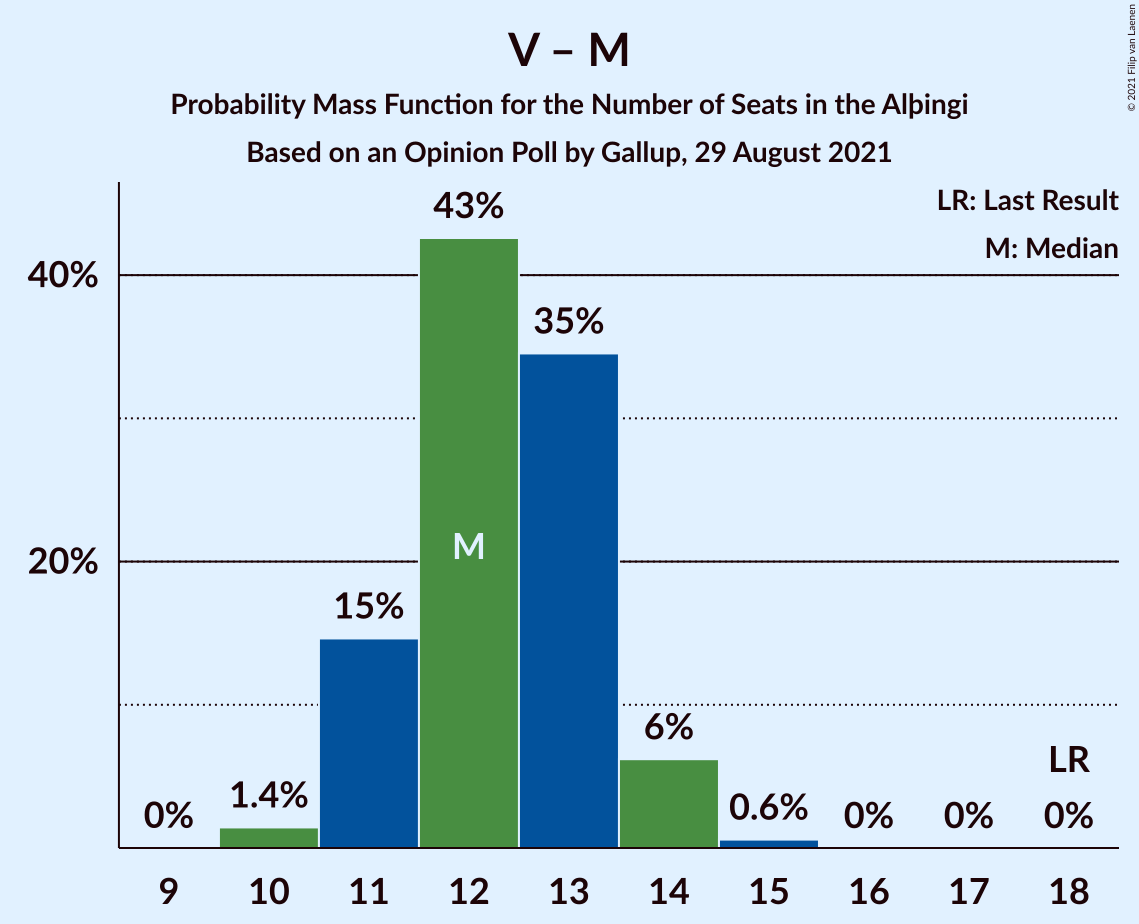 V – M
Probability Mass Function for the Number of Seats in the Alþingi
Based on an Opinion Poll by Gallup, 29 August 2021
© 2021 Filip van Laenen
LR: Last Result
M: Median
43%
40%
35%
M
20%
15%
6%
LR
1.4%
0.6%
0%
0%
0%
0%
9 10 11 12 13 14 15 16 17 18